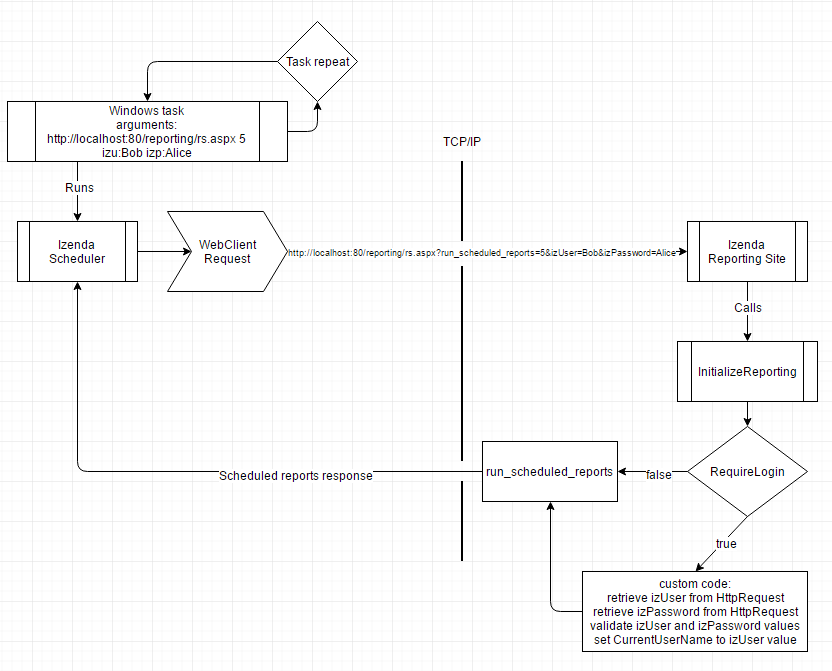 Task repeat
Windows task
arguments:
http://localhost:80/reporting/rs.aspx 5
izu:Bob izp:Alice
TCP/IP
Runs
Izenda
Scheduler
WebClient
Request
http://localhost:80/reporting/rs.aspx?run_scheduled_reports=5&izUser=Bob&izPassword=Alice
Izenda
Reporting Site
Calls
InitializeReporting
RequireLogin
false
run_scheduled_reports
Scheduled reports response
true
custom code:
retrieve izUser from HttpRequest
retrieve izPassword from HttpRequest
validate izUser and izPassword values
set CurrentUserName to izUser value